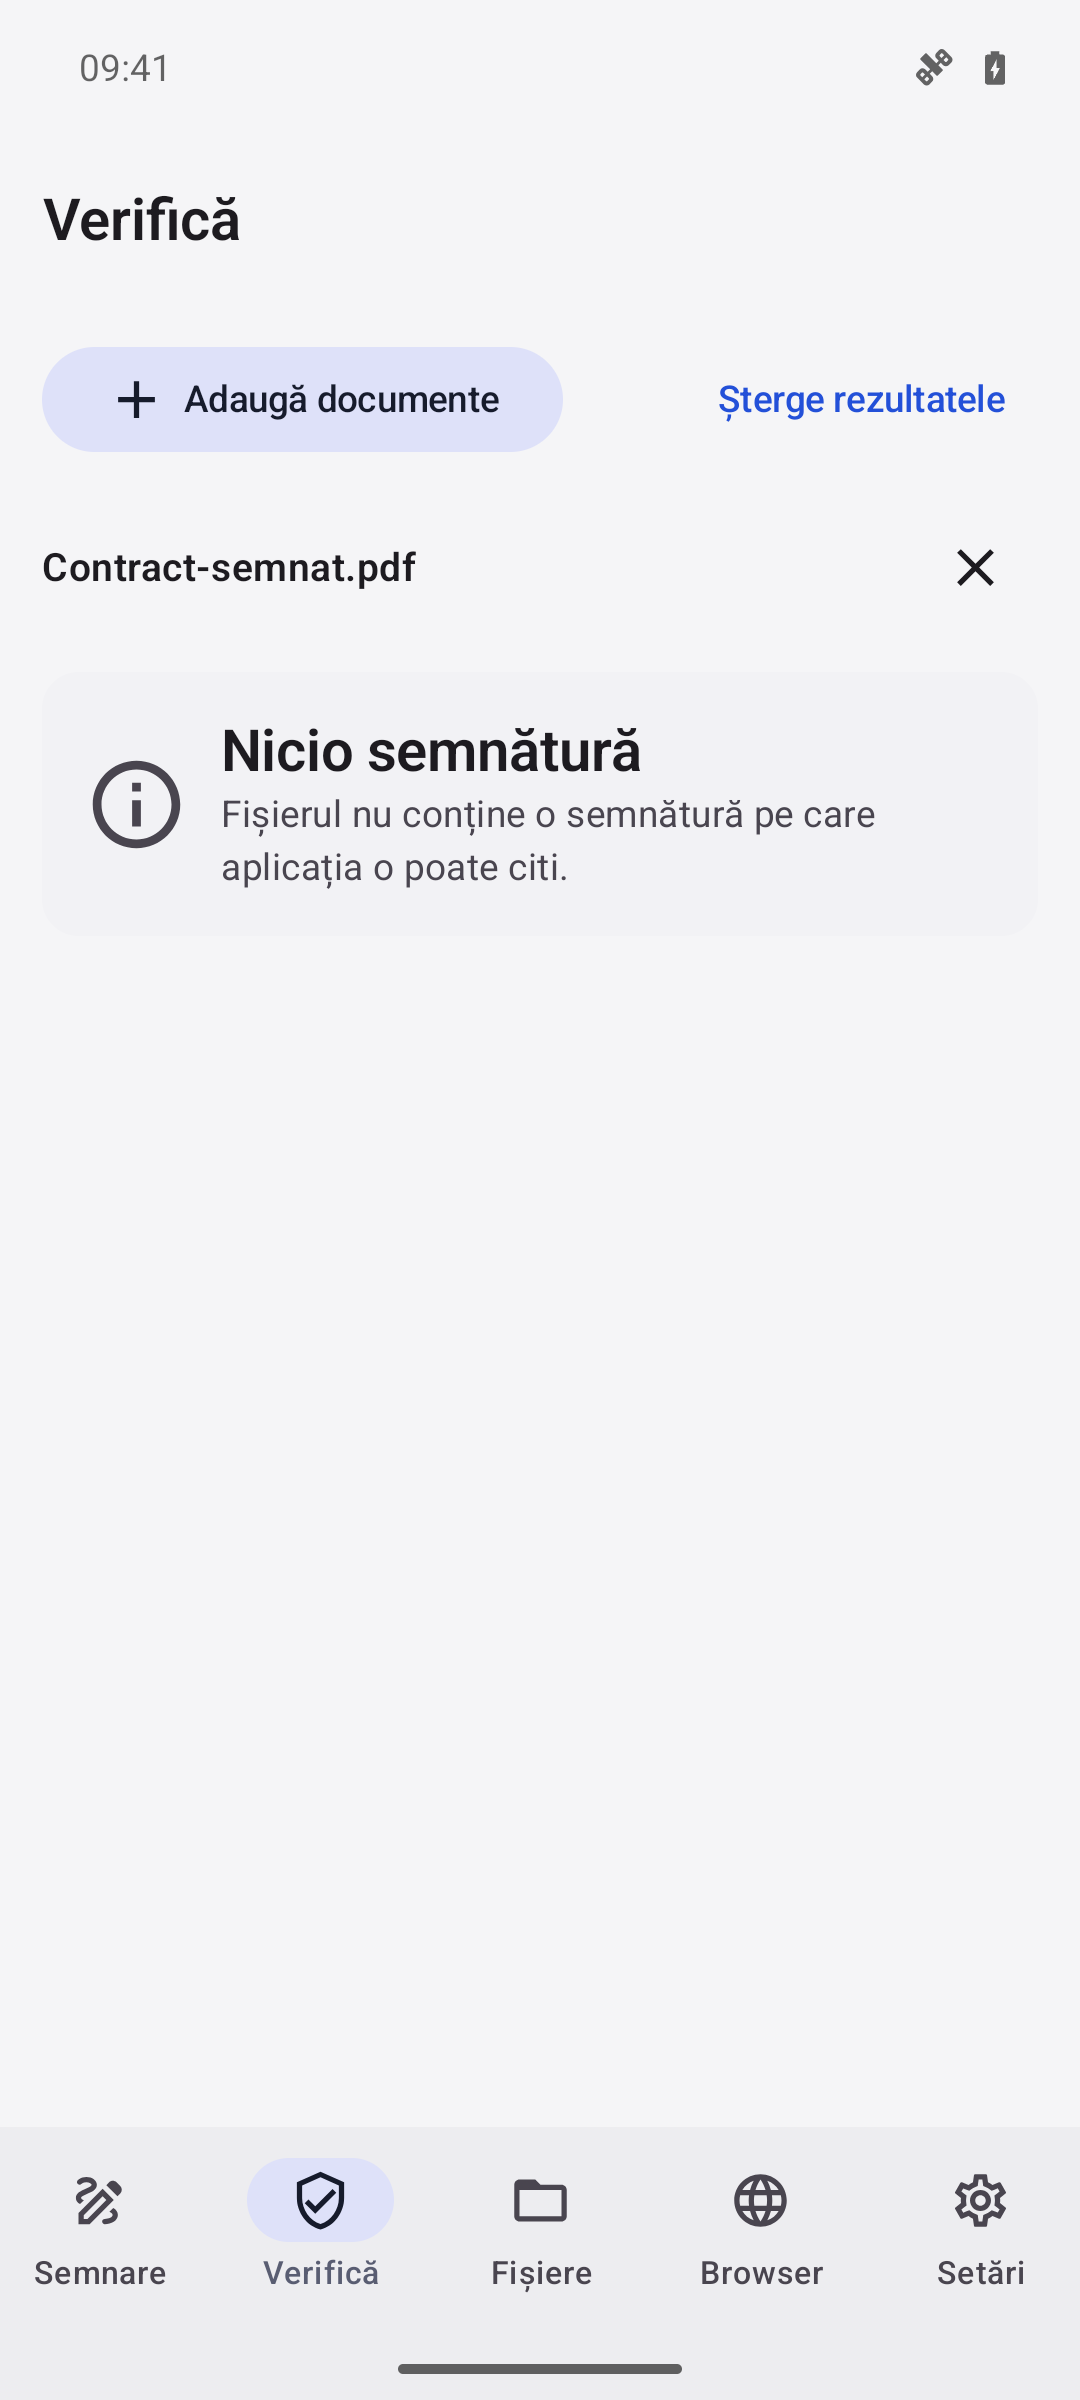 09:41
Verifică
Adaugă documente
Șterge rezultatele
Contract-semnat.pdf
Nicio semnătură
Fișierul nu conține o semnătură pe care
aplicația o poate citi.
Semnare
Verifică
Fișiere
Browser
Setări